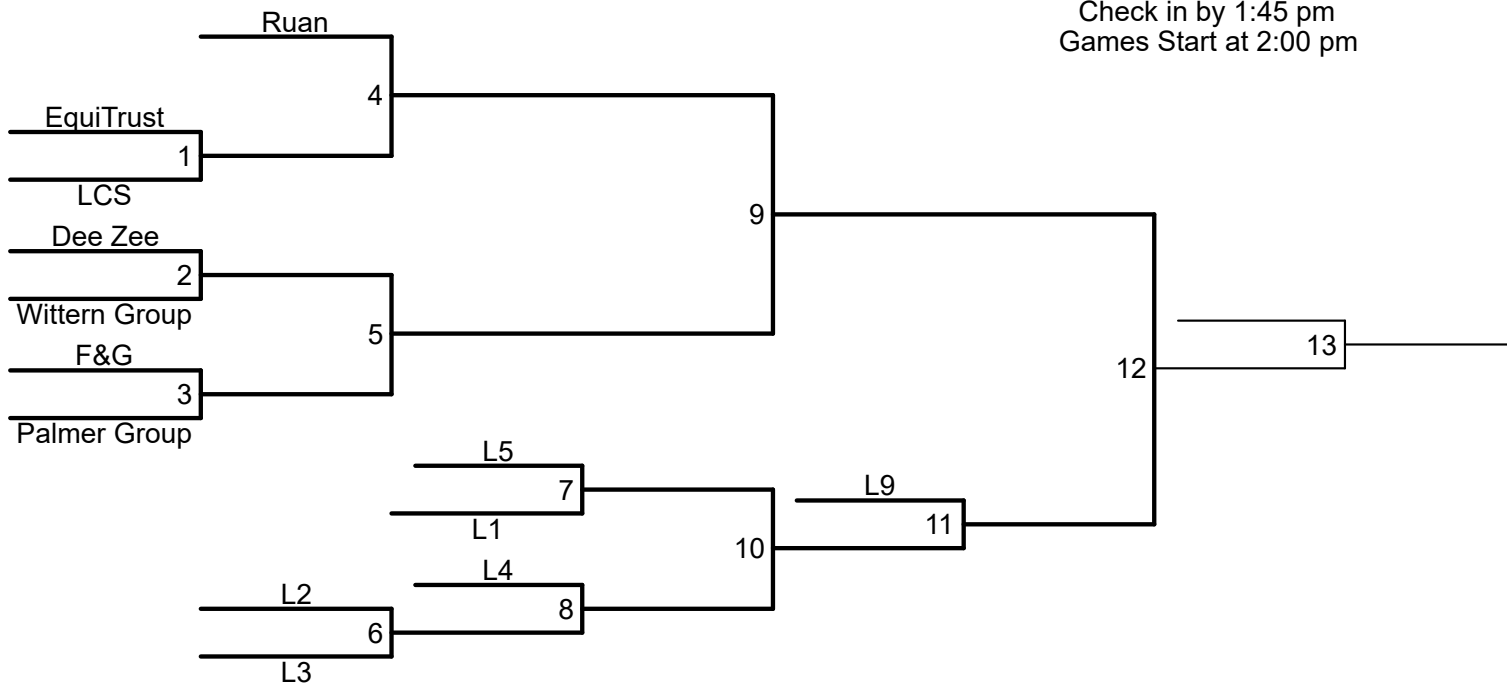 Check in by 1:45 pm
Games Start at 2:00 pm
Ruan
4
EquiTrust
1
LCS
9
Dee Zee
2
Wittern Group
5
F&G
3
Palmer Group
13
12
L5
7
L1
L9
11
10
L4
8
L2
6
L3